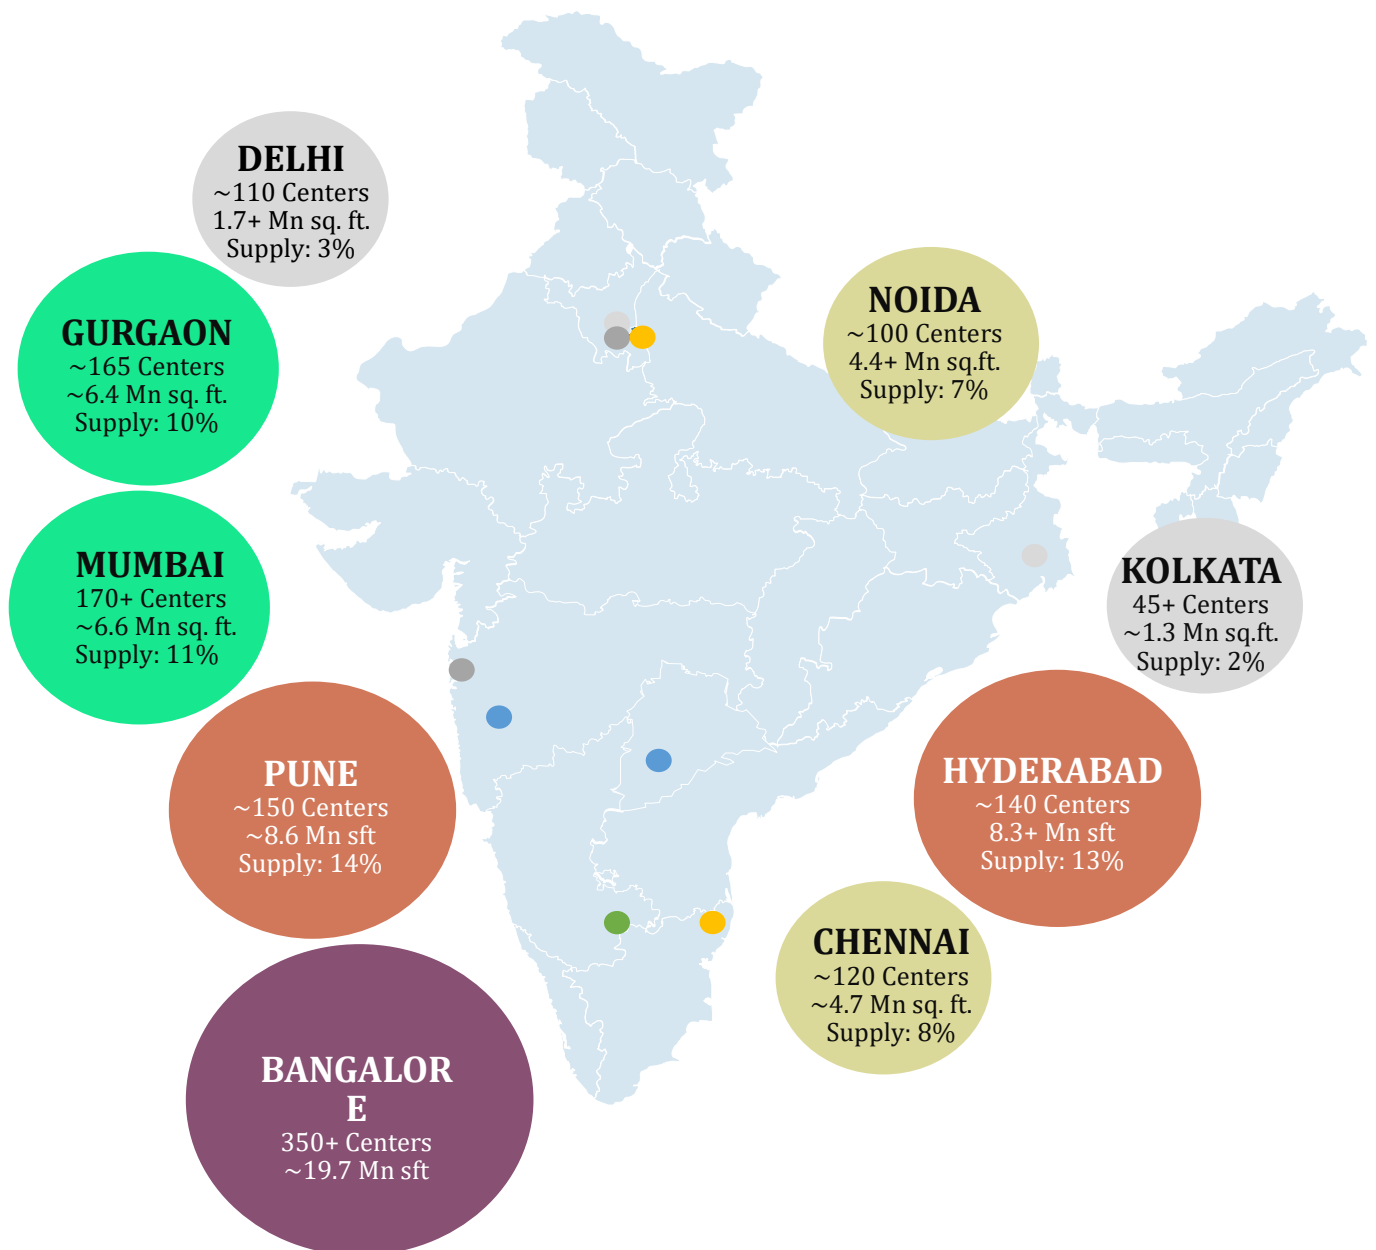 DELHI
~110 Centers
1.7+ Mn sq. ft.
Supply: 3%
GURGAON
~165 Centers
~6.4 Mn sq. ft.
Supply: 10%
NOIDA
~100 Centers
4.4+ Mn sq.ft.
Supply: 7%
MUMBAI
170+ Centers
~6.6 Mn sq. ft.
Supply: 11%
KOLKATA
45+ Centers
~1.3 Mn sq.ft.
Supply: 2%
PUNE
~150 Centers
~8.6 Mn sft
Supply: 14%
HYDERABAD
~140 Centers
8.3+ Mn sft
Supply: 13%
CHENNAI
~120 Centers
~4.7 Mn sq. ft.
Supply: 8%
BANGALOR
E
350+ Centers
~19.7 Mn sft